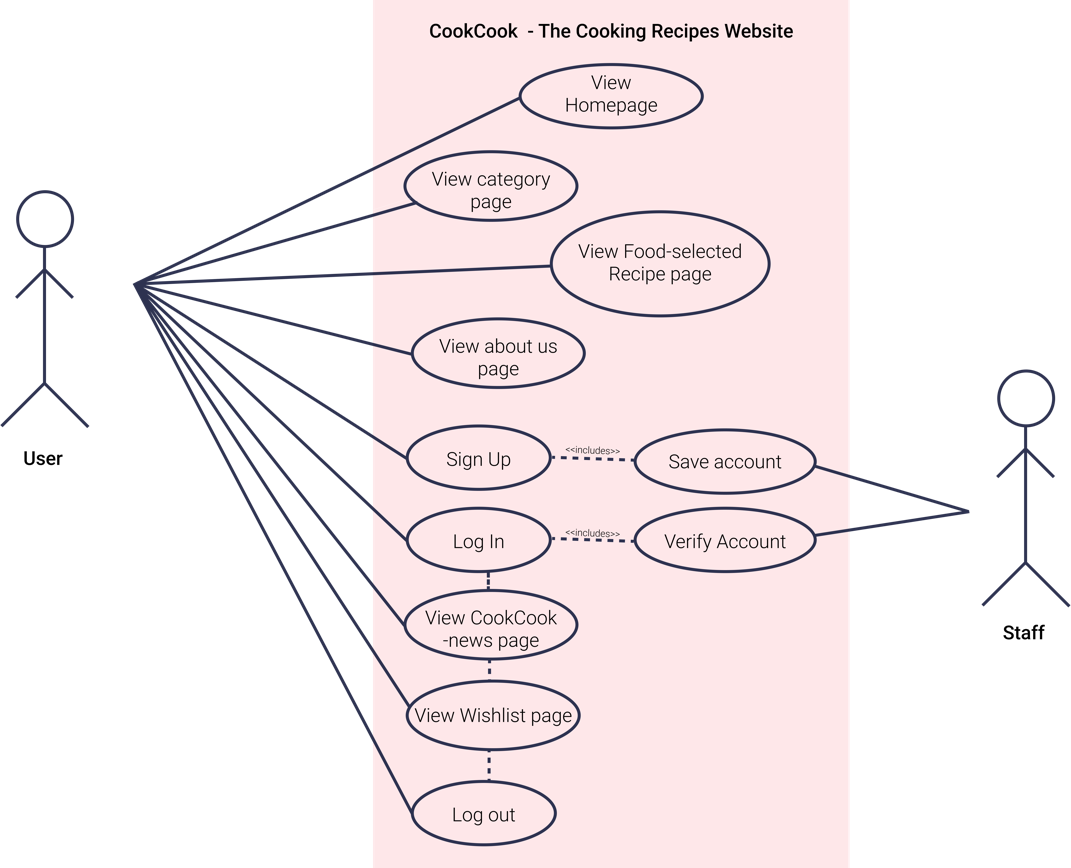 CookCook  - The Cooking Recipes Website
View
Homepage
View category
page
View Food-selected
Recipe page
View about us
page
User
Sign Up
<<includes>>
Save account
Log In
<<includes>>
Verify Account
View CookCook
-news page
Staff
View Wishlist page
Log out